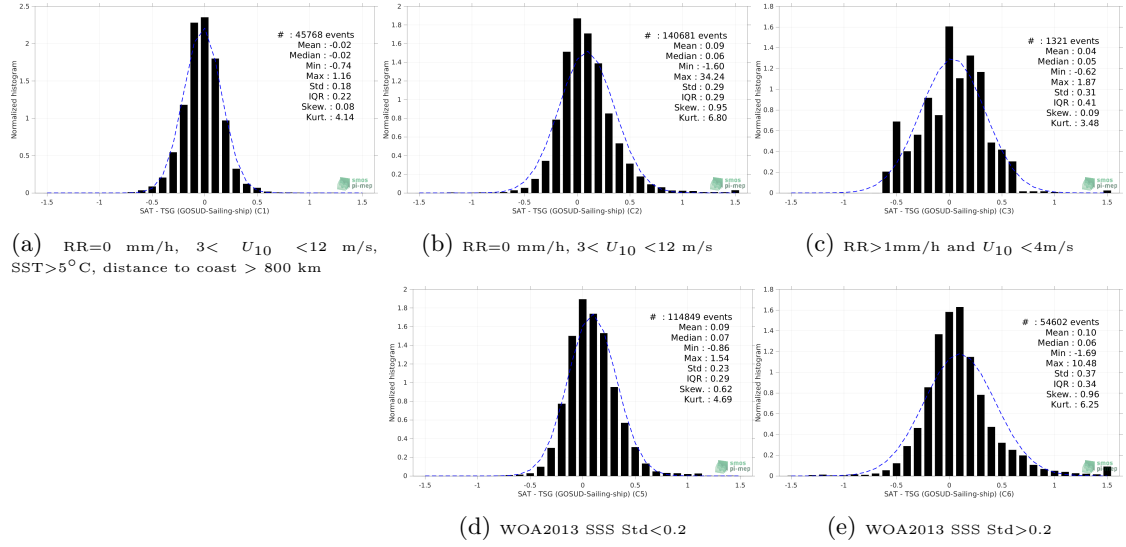 2.5
2
1.5
1
0.5
0
Normalized histogram
-1.5
-1
-0.5
0
0.5
1
1.5
SAT - TSG (GOSUD-Sailing-ship) (C1)
# : 45768 events
Mean : -0.02
Median : -0.02
Min : -0.74
Max : 1.16
Std : 0.18
IQR : 0.22
Skew. : 0.08
Kurt. : 4.14
smos
pi-mep
(a) RR=0 mm/h, 3< U10 <12 m/s,
SST>5°C, distance to coast > 800 km
2
1.8
1.6
1.4
1.2
1
0.8
0.6
0.4
0.2
0
Normalized histogram
-1.5
-1
-0.5
0
0.5
1
1.5
SAT - TSG (GOSUD-Sailing-ship) (C2)
# : 140681 events
Mean : 0.09
Median : 0.06
Min : -1.60
Max : 34.24
Std : 0.29
IQR : 0.29
Skew. : 0.95
Kurt. : 6.80
smos
pi-mep
(b) RR=0 mm/h, 3< U10 <12 m/s
1.8
1.6
1.4
1.2
1
0.8
0.6
0.4
0.2
0
Normalized histogram
-1.5
-1
-0.5
0
0.5
1
1.5
SAT - TSG (GOSUD-Sailing-ship) (C3)
# : 1321 events
Mean : 0.04
Median : 0.05
Min : -0.62
Max : 1.87
Std : 0.31
IQR : 0.41
Skew. : 0.09
Kurt. : 3.48
smos
pi-mep
(c) RR>1mm/h and U10 <4m/s
2
1.8
1.6
1.4
1.2
1
0.8
0.6
0.4
0.2
0
Normalized histogram
-1.5
-1
-0.5
0
0.5
1
1.5
SAT - TSG (GOSUD-Sailing-ship) (C5)
# : 114849 events
Mean : 0.09
Median : 0.07
Min : -0.86
Max : 1.54
Std : 0.23
IQR : 0.29
Skew. : 0.62
Kurt. : 4.69
smos
pi-mep
(d) WOA2013 SSS Std<0.2
1.8
1.6
1.4
1.2
1
0.8
0.6
0.4
0.2
0
Normalized histogram
-1.5
-1
-0.5
0
0.5
1
1.5
SAT - TSG (GOSUD-Sailing-ship) (C6)
# : 54602 events
Mean : 0.10
Median : 0.06
Min : -1.69
Max : 10.48
Std : 0.37
IQR : 0.34
Skew. : 0.96
Kurt. : 6.25
smos
pi-mep
(e) WOA2013 SSS Std>0.2